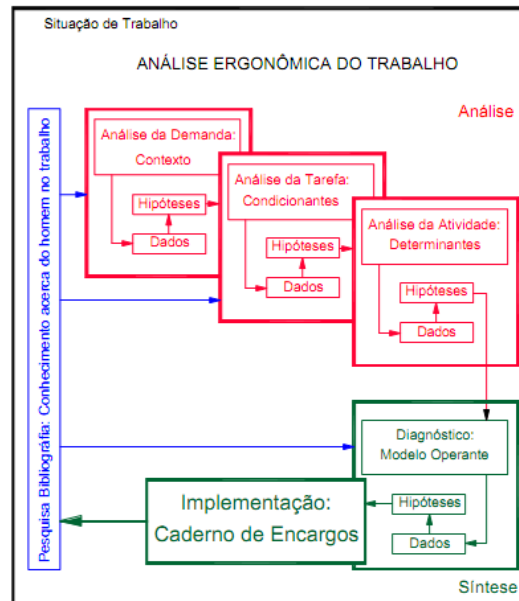 Situação de Trabalho
ANÁLISE ERGONÔMICA DO TRABALHO
Análise
Pesquisa Bibliográfia: Conhecimento acerca do homem no trabalho
Análise da Demanda:
Contexto
Hipóteses
Dados
Análise da Tarefa:
Condicionantes
Hipóteses
Dados
Análise da Atividade:
Determinantes
Hipóteses
Dados
Diagnóstico:
Modelo Operante
Hipóteses
Dados
Implementação:
Caderno de Encargos
Síntese